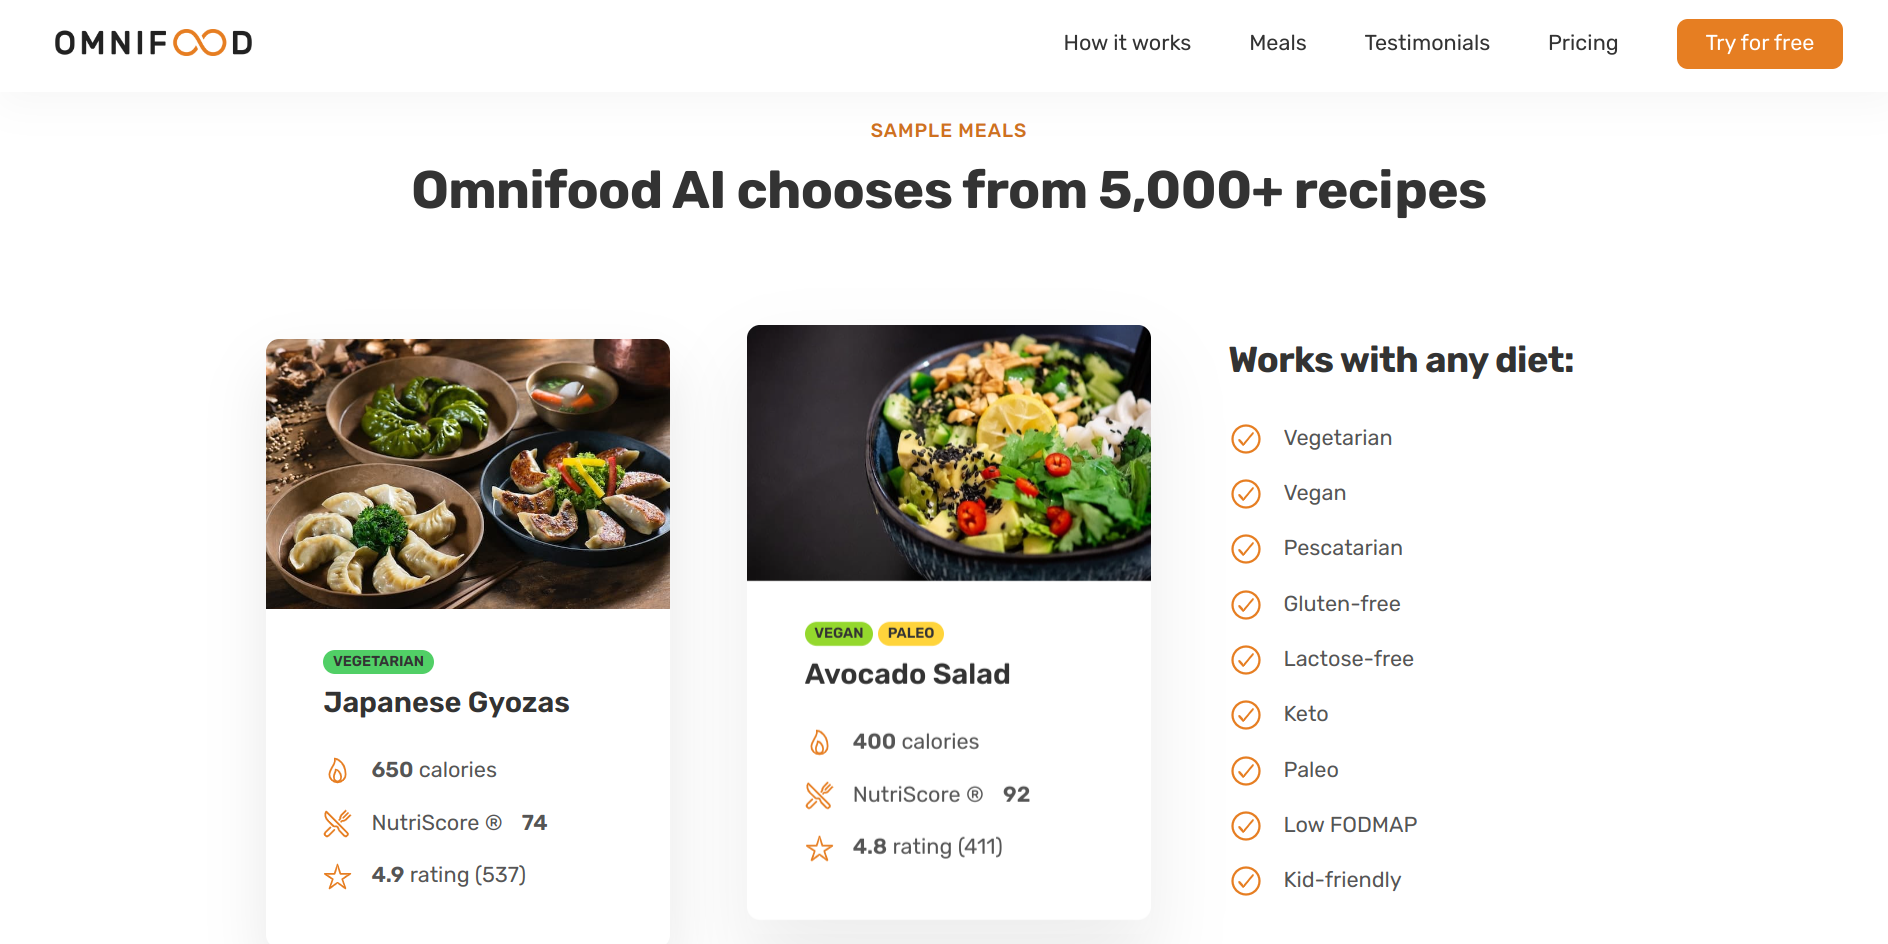 OMNIFOOD
How it works
Meals
Testimonials
Pricing
Try for free
SAMPLE MEALS
Omnifood AI chooses from 5,000+ recipes
VEGETARIAN
Japanese Gyozas
650 calories
NutriScore ® 74
4.9 rating (537)
VEGAN PALEO
Avocado Salad
400 calories
NutriScore ® 92
4.8 rating (411)
Works with any diet:
Vegetarian
Vegan
Pescatarian
Gluten-free
Lactose-free
Keto
Paleo
Low FODMAP
Kid-friendly